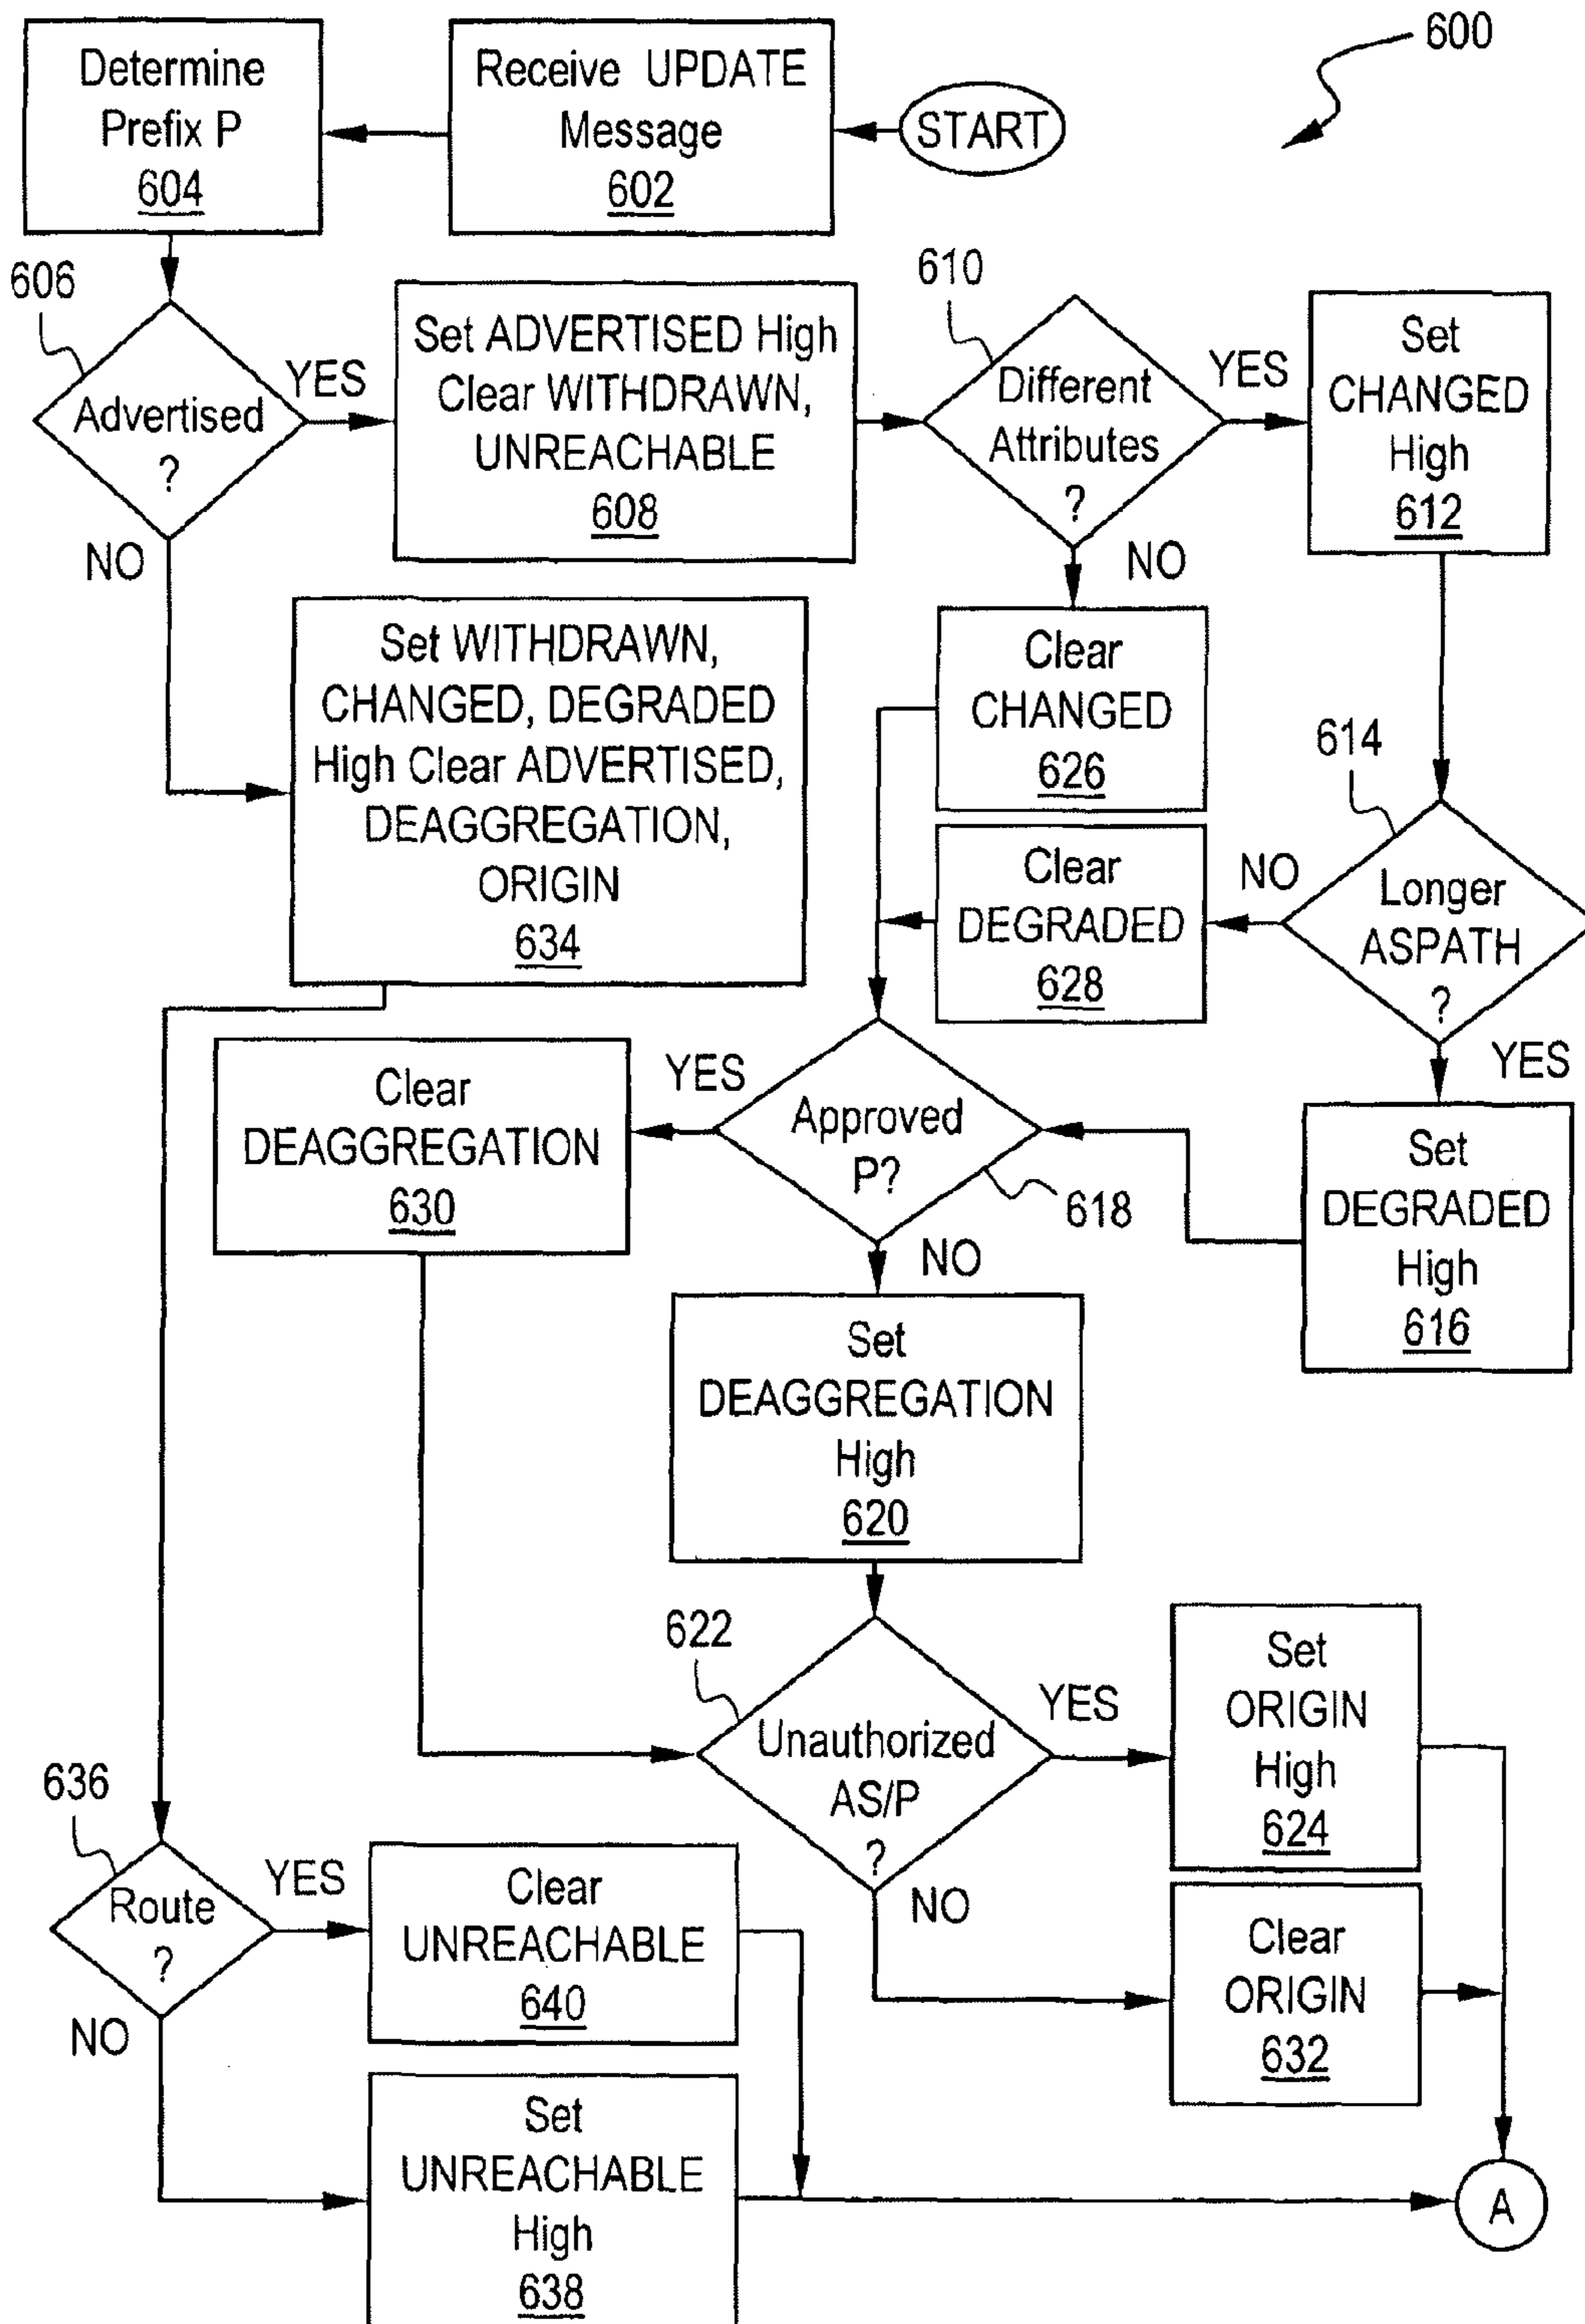 600
START
Receive UPDATE
Message
602
Determine
Prefix P
604
606
Advertised
?
YES
NO
Set ADVERTISED High
Clear WITHDRAWN,
UNREACHABLE
608
610
Different
Attributes
?
YES
NO
Set
CHANGED
High
612
Set WITHDRAWN,
CHANGED, DEGRADED
High Clear ADVERTISED,
DEAGGREGATION,
ORIGIN
634
Clear
CHANGED
626
614
Longer
ASPATH
?
NO
YES
Clear
DEGRADED
628
Set
DEGRADED
High
616
Approved
P?
618
YES
NO
Clear
DEAGGREGATION
630
Set
DEAGGREGATION
High
620
622
Unauthorized
AS/P
?
YES
NO
Set
ORIGIN
High
624
Clear
ORIGIN
632
636
Route
?
YES
NO
Clear
UNREACHABLE
640
Set
UNREACHABLE
High
638
A